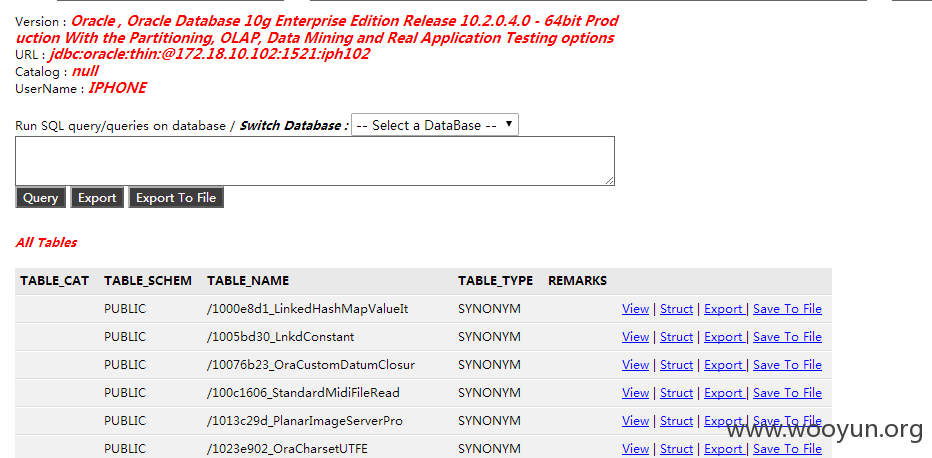 Version : Oracle , Oracle Database 10g Enterprise Edition Release 10.2.0.4.0 - 64bit Prod
uction With the Partitioning, OLAP, Data Mining and Real Application Testing options
URL : jdbc:oracle:thin:@172.18.10.102:1521:iph102
Catalog : null
UserName : IPHONE
Run SQL query/queries on database / Switch Database : -- Select a DataBase --
Query Export Export To File
All Tables
TABLE_CAT TABLE_SCHEM TABLE_NAME TABLE_TYPE REMARKS
PUBLIC /1000e8d1_LinkedHashMapValueIt SYNONYM View | Struct | Export | Save To File
PUBLIC /1005bd30_LnkdConstant SYNONYM View | Struct | Export | Save To File
PUBLIC /10076b23_OraCustomDatumClosur SYNONYM View | Struct | Export | Save To File
PUBLIC /100c1606_StandardMidiFileRead SYNONYM View | Struct | Export | Save To File
PUBLIC /1013c29d_PlanarImageServerPro SYNONYM View | Struct | Export | Save To File
PUBLIC /1023e902_OraCharsetUTFE SYNONYM View | Struct | Export | Save To File
www.wooyun.org